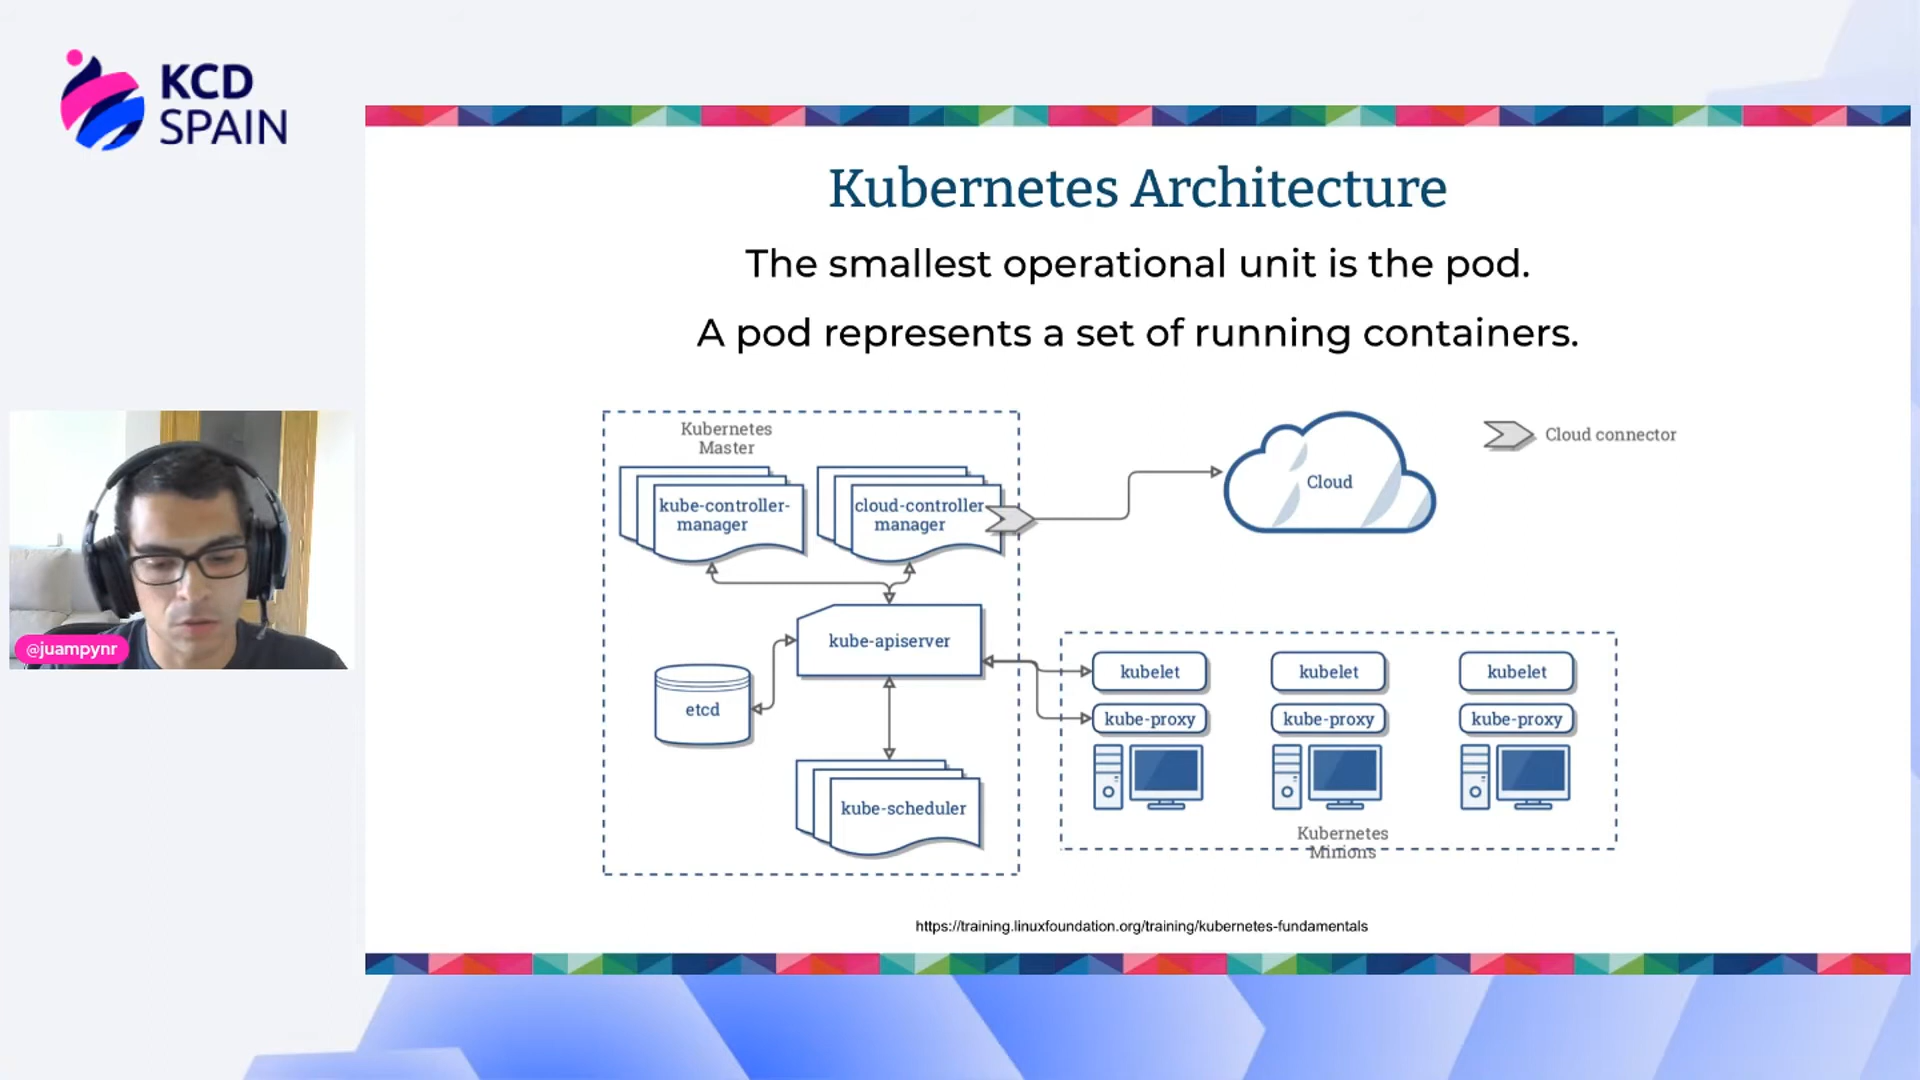 KCD
SPAIN
Kubernetes Architecture
The smallest operational unit is the pod.
A pod represents a set of running containers.
Kubernetes
Master
kube-controller-
manager
cloud-controller
manager
Cloud
Cloud connector
kube-apiserver
etcd
kube-scheduler
kubelet
kubelet
kubelet
kube-proxy
kube-proxy
kube-proxy
Kubernetes
Minions
@juampynr
https://training.linuxfoundation.org/training/kubernetes-fundamentals